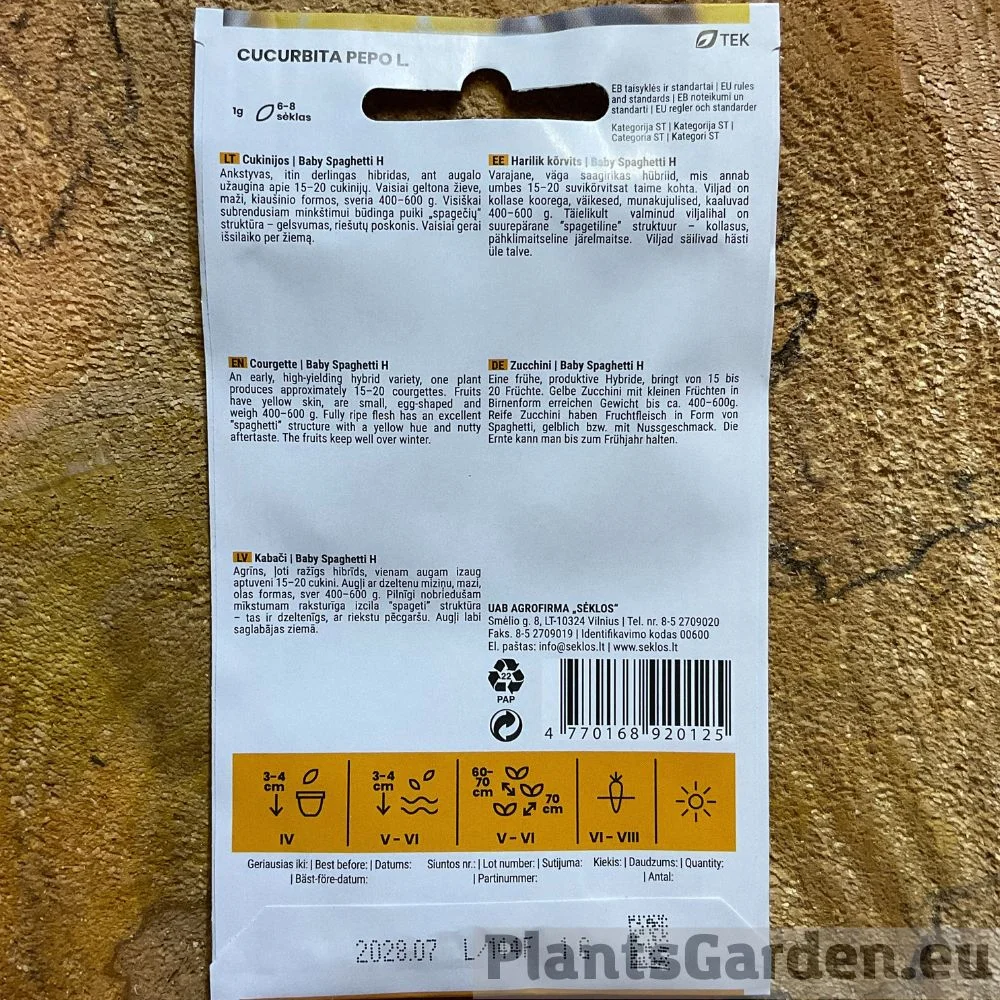 CUCURBITA PEPO L.
TEK
1g
6-8
sėklas
EB taisyklės ir standartai | EU rules
and standards | EB noteikumi un
standarti | EU regler och standarder
Kategorija ST | Kategorija ST |
Categoria ST | Kategori ST
LT Cukinijos | Baby Spaghetti H
Ankstyvas, itin derlingas hibridas, ant augalo
užaugina apie 15-20 cukinijų. Vaisiai geltona žieve,
maži, kiaušinio formos, sveria 400-600 g. Visiškai
subrendusiam minkštimui būdinga puiki „spagečių"
struktūra – gelsvumas, riešutų poskonis. Vaisiai gerai
išsilaiko per žiemą.
EE Harilik kõrvits | Baby Spaghetti H
Varajane, väga saagirikas hübriid, mis annab
umbes 15-20 suvikõrvitsat taime kohta. Viljad on
kollase koorega, väikesed, munakujulised, kaaluvad
400-600 g. Täielikult valminud viljalihal on
suurepärane "spagetiline" struktuur – kollasus,
pähklimaitseline järelmaitse. Viljad säilivad hästi
üle talve.
EN Courgette | Baby Spaghetti H
An early, high-yielding hybrid variety, one plant
produces approximately 15-20 courgettes. Fruits
have yellow skin, are small, egg-shaped and
weigh 400-600 g. Fully ripe flesh has an excellent
"spaghetti" structure with a yellow hue and nutty
aftertaste. The fruits keep well over winter.
DE Zucchini | Baby Spaghetti H
Eine frühe, produktive Hybride, bringt von 15 bis
20 Früchte. Gelbe Zucchini mit kleinen Früchten in
Birnenform erreichen Gewicht bis ca. 400-600g.
Reife Zucchini haben Fruchtfleisch in Form von
Spaghetti, gelblich bzw. mit Nussgeschmack. Die
Ernte kann man bis zum Frühjahr halten.
LV Kabači | Baby Spaghetti H
Agrīns, ļoti ražīgs hibrīds, vienam augam izaug
aptuveni 15-20 cukini. Augļi ar dzeltenu miziņu, mazi,
olas formas, sver 400-600 g. Pilnīgi nobriedušam
mīkstumam raksturīga izcila "spageti" struktūra
– tas ir dzeltenīgs, ar riekstu pēcgaršu. Augļi labi
saglabājas ziemā.
UAB AGROFIRMA „SĖKLOS"
Smėlio g. 8, LT-10324 Vilnius | Tel. nr. 8-5 2709020
Faks. 8-5 2709019 | Identifikavimo kodas 00600
El. paštas: info@seklos.lt | www.seklos.lt
22
PAP
4 770168 920125
3-4
cm
IV
3-4
cm
V - VI
60-
70
cm
70
cm
V - VI
VI - VIII
Geriausias iki: | Best before: | Datums:
| Bäst-före-datum:
Siuntos nr.: | Lot number: | Sutijuma:
| Partinummer:
Kiekis: | Daudzums: | Quantity:
| Antal:
2028.07
PlantsGarden.eu